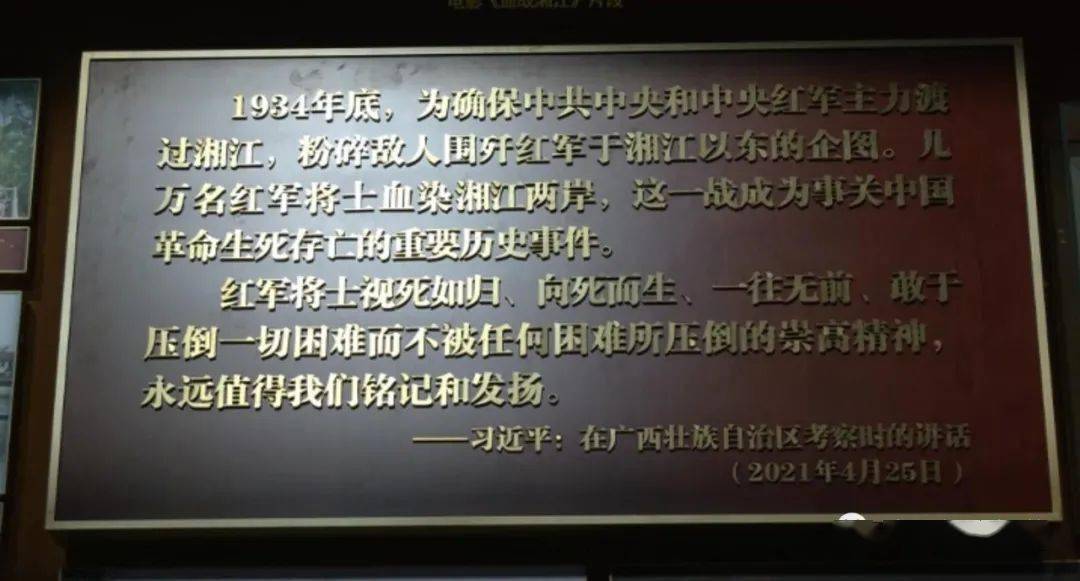 电影《血战湘江》片段
1934年底，为确保中共中央和中央红军主力渡
过湘江，粉碎敌人围歼红军于湘江以东的企图。几
万名红军将士血染湘江两岸，这一战成为事关中国
革命生死存亡的重要历史事件。
红军将士视死如归、向死而生、一往无前、敢于
压倒一切困难而不被任何困难所压倒的崇高精神，
永远值得我们铭记和发扬。
——习近平：在广西壮族自治区考察时的讲话
（2021年4月25日）